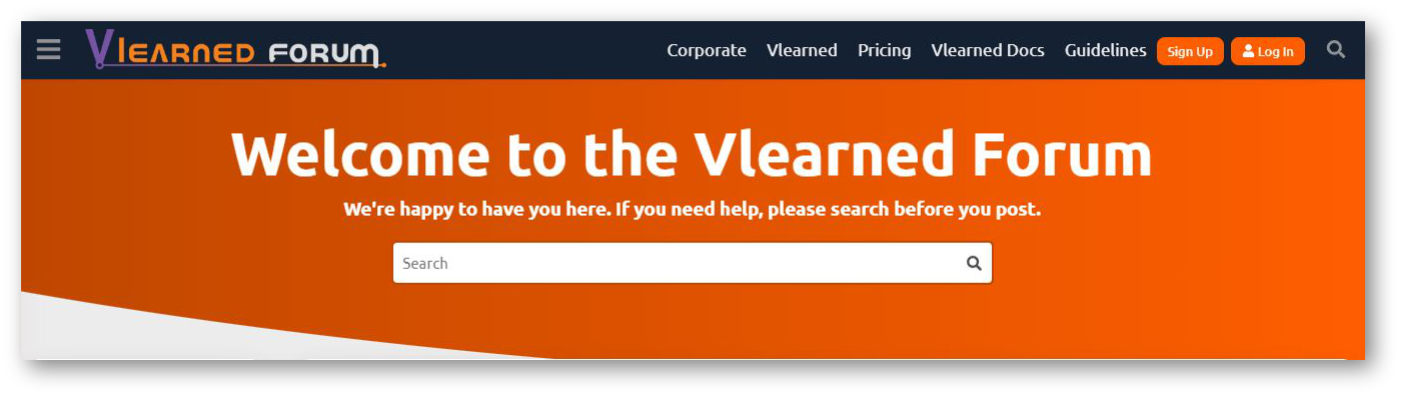 Vlearned forum.
Corporate Vlearned Pricing Vlearned Docs Guidelines Sign Up Log In
Welcome to the Vlearned Forum
We're happy to have you here. If you need help, please search before you post.
Search